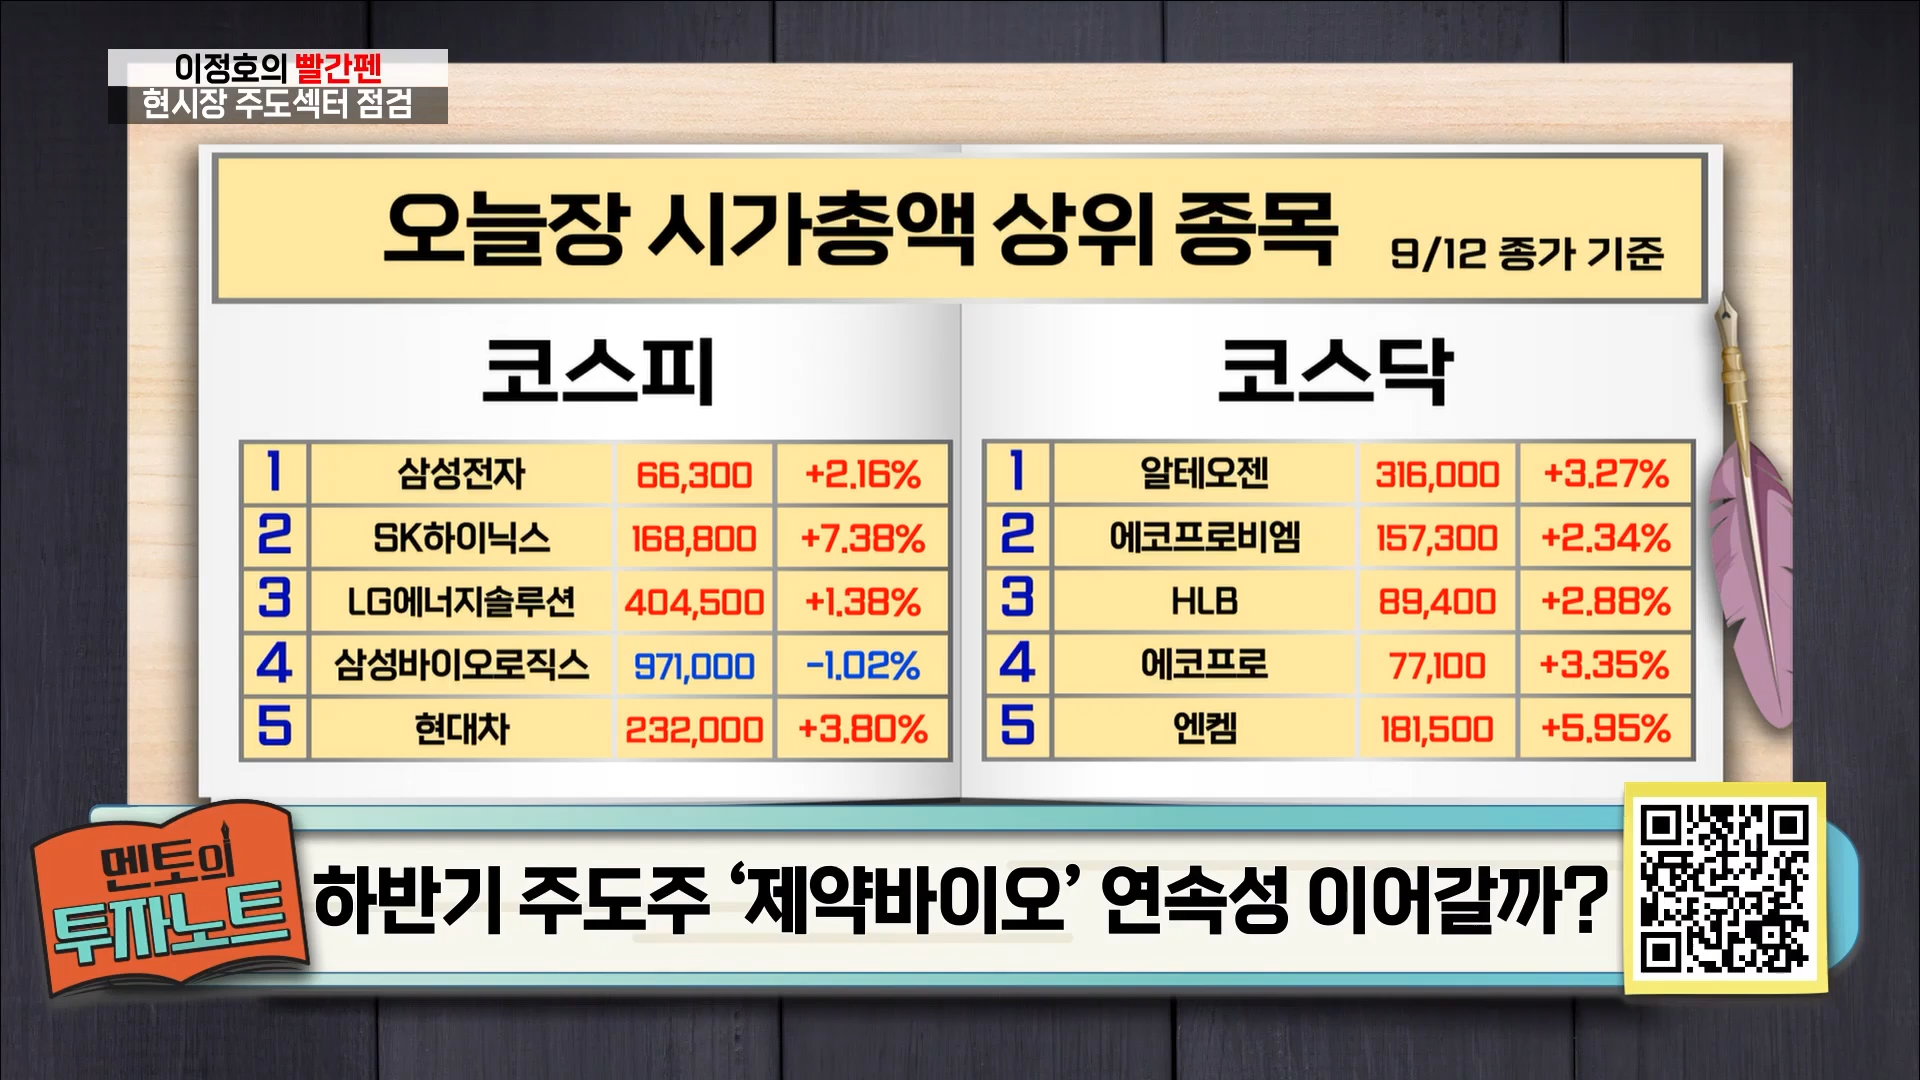 이정호의 빨간펜
현시장 주도섹터 점검
오늘장 시가총액 상위 종목 9/12 종가 기준
코스피
1 삼성전자 66,300 +2.16%
2 SK하이닉스 168,800 +7.38%
3 LG에너지솔루션 404,500 +1.38%
4 삼성바이오로직스 971,000 -1.02%
5 현대차 232,000 +3.80%
코스닥
1 알테오젠 316,000 +3.27%
2 에코프로비엠 157,300 +2.34%
3 HLB 89,400 +2.88%
4 에코프로 77,100 +3.35%
5 엔켐 181,500 +5.95%
멘토의
투자노트
하반기 주도주 ‘제약바이오’ 연속성 이어갈까?